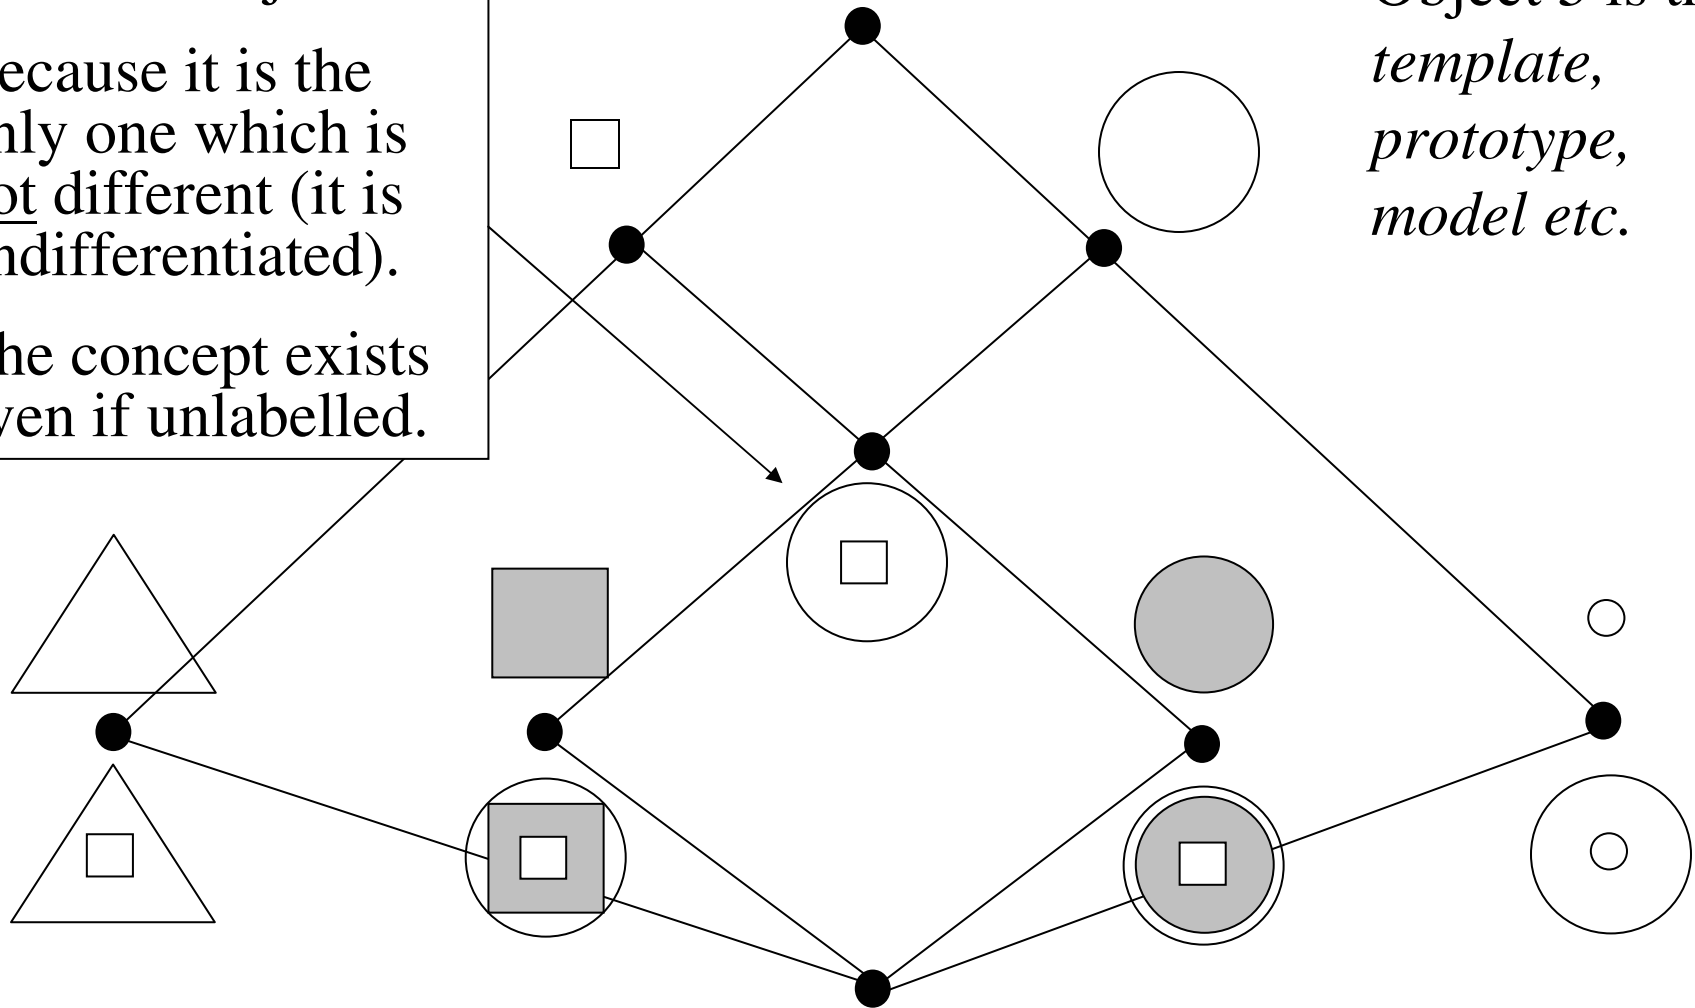 ecause it is the
nly one which is
ot different (it is
ndifferentiated).
he concept exists
ven if unlabelled.
template,
prototype,
model etc.